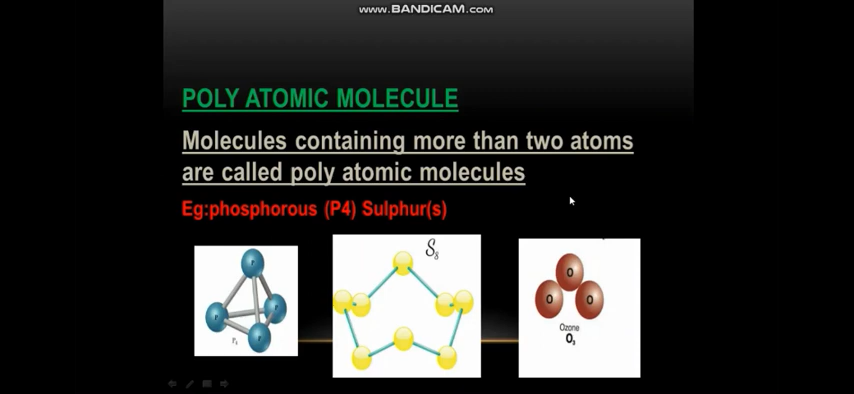 WWW.BANDICAM.COM
POLY ATOMIC MOLECULE
Molecules containing more than two atoms
are called poly atomic molecules
Eg:phosphorous (P4) Sulphur(s)
S₈
P
P
P
P
O
O
O
Ozone
O₃